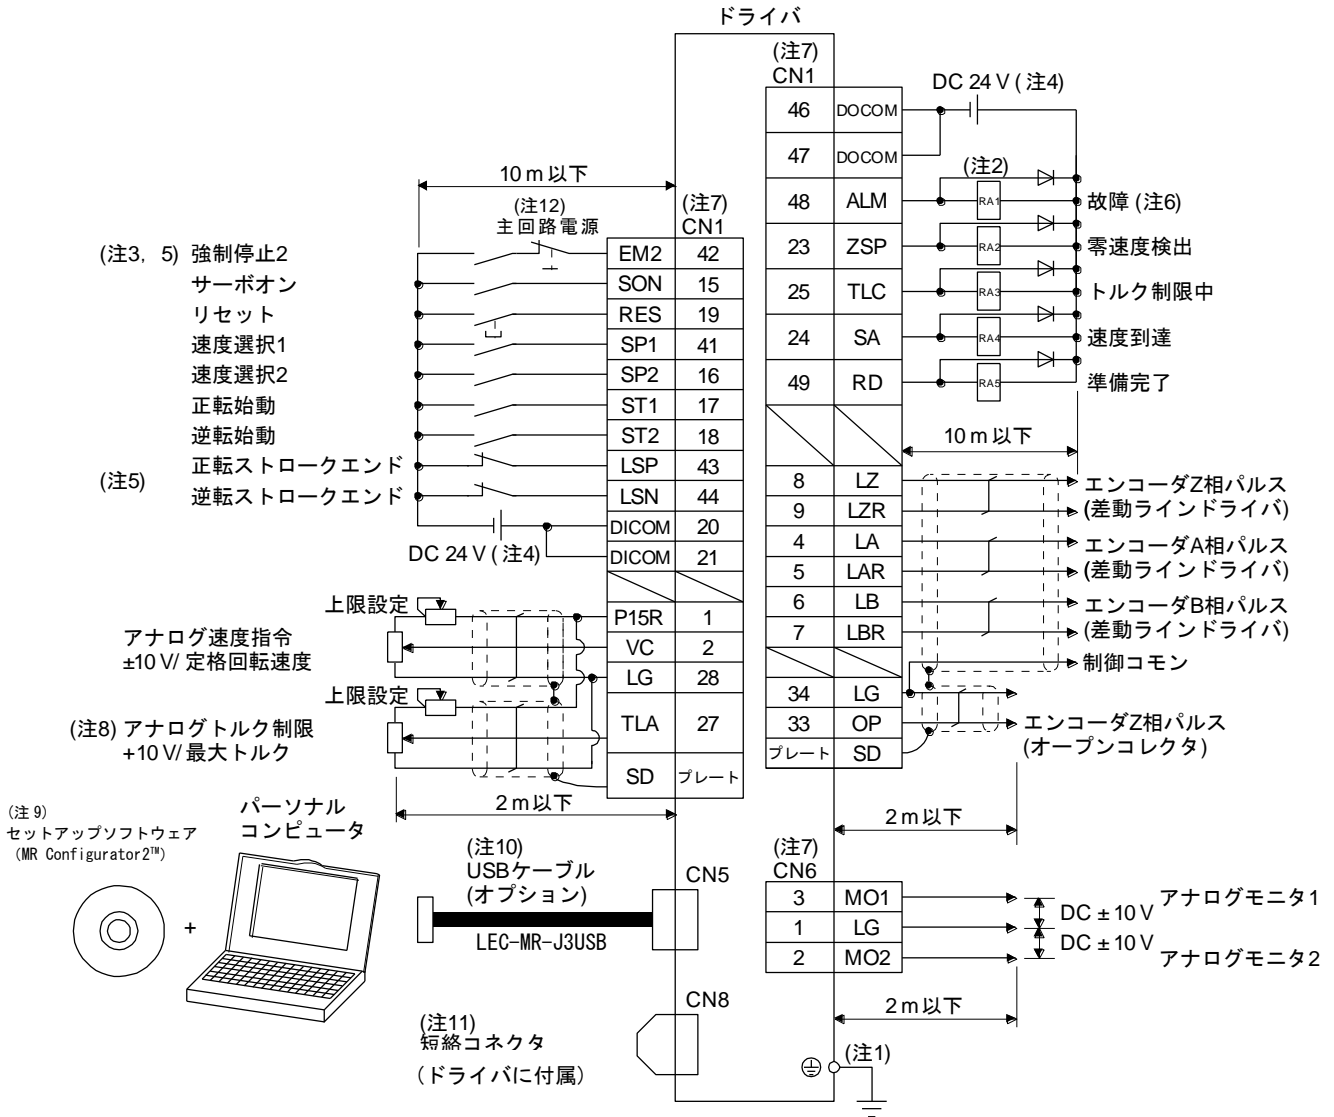 ドライバ
(注7)
CN1
DC 24 V ( 注4)
46 DOCOM
47 DOCOM
(注2)
48 ALM RA1 故障 (注6)
23 ZSP RA2 零速度検出
25 TLC RA3 トルク制限中
24 SA RA4 速度到達
49 RD RA5 準備完了
10 m 以下
8 LZ エンコーダZ相パルス
9 LZR (差動ラインドライバ)
4 LA エンコーダA相パルス
5 LAR (差動ラインドライバ)
6 LB エンコーダB相パルス
7 LBR (差動ラインドライバ)
制御コモン
34 LG
33 OP エンコーダZ相パルス
(オープンコレクタ)
プレート SD
2 m 以下
10 m 以下
(注12)
主回路電源
(注7)
CN1
(注3, 5) 強制停止2 EM2 42
サーボオン SON 15
リセット RES 19
速度選択1 SP1 41
速度選択2 SP2 16
正転始動 ST1 17
逆転始動 ST2 18
(注5)
正転ストロークエンド LSP 43
逆転ストロークエンド LSN 44
DICOM 20
DC 24 V ( 注4) DICOM 21
上限設定
P15R 1
アナログ速度指令
±10 V/ 定格回転速度
VC 2
LG 28
上限設定
(注8) アナログトルク制限
+10 V/ 最大トルク
TLA 27
SD プレート
2 m 以下
(注 9)
セットアップソフトウェア
(MR Configurator2™)
+
パーソナル
コンピュータ
(注10)
USBケーブル
(オプション)
LEC-MR-J3USB
CN5
(注7)
CN6
3 MO1 アナログモニタ1
DC ± 10 V
1 LG
DC ± 10 V
2 MO2 アナログモニタ2
2 m 以下
CN8
(注11)
短絡コネクタ
(ドライバに付属)
(注1)